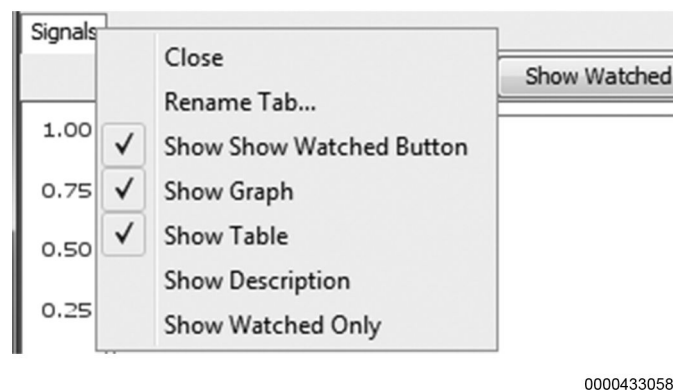 Signals
Close
Show Watched
Rename Tab...
1.00
Show Show Watched Button
0.75
Show Graph
Show Table
0.50
Show Description
0.25
Show Watched Only
0000433058